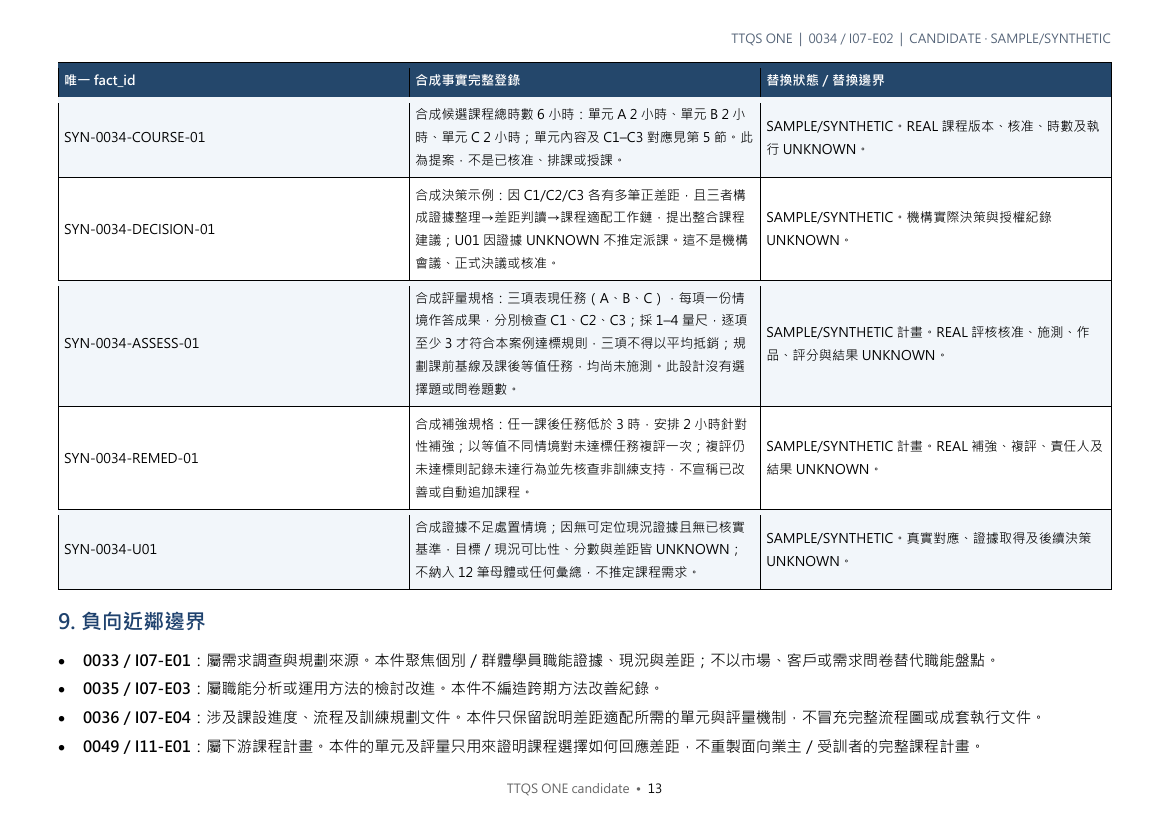 TTQS ONE | 0034 / I07-E02 | CANDIDATE · SAMPLE/SYNTHETIC
唯一 fact_id
合成事實完整登錄
替換狀態 / 替換邊界
SYN-0034-COURSE-01
合成候選課程總時數 6 小時：單元 A 2 小時、單元 B 2 小
時、單元 C 2 小時；單元內容及 C1–C3 對應見第 5 節。此
為提案，不是已核准、排課或授課。
SAMPLE/SYNTHETIC。REAL 課程版本、核准、時數及執
行 UNKNOWN。
SYN-0034-DECISION-01
合成決策示例：因 C1/C2/C3 各有多筆正差距，且三者構
成證據整理→差距判讀→課程適配工作鏈，提出整合課程
建議；U01 因證據 UNKNOWN 不推定派課。這不是機構
會議、正式決議或核准。
SAMPLE/SYNTHETIC。機構實際決策與授權紀錄
UNKNOWN。
SYN-0034-ASSESS-01
合成評量規格：三項表現任務（A、B、C），每項一份情
境作答成果，分別檢查 C1、C2、C3；採 1–4 量尺，逐項
至少 3 才符合本案例達標規則，三項不得以平均抵銷；規
劃課前基線及課後等值任務，均尚未施測。此設計沒有選
擇題或問卷題數。
SAMPLE/SYNTHETIC 計畫。REAL 評核核准、施測、作
品、評分與結果 UNKNOWN。
SYN-0034-REMED-01
合成補強規格：任一課後任務低於 3 時，安排 2 小時針對
性補強；以等值不同情境對未達標任務複評一次；複評仍
未達標則記錄未達行為並先核查非訓練支持，不宣稱已改
善或自動追加課程。
SAMPLE/SYNTHETIC 計畫。REAL 補強、複評、責任人及
結果 UNKNOWN。
SYN-0034-U01
合成證據不足處置情境；因無可定位現況證據且無已核實
基準，目標 / 現況可比性、分數與差距皆 UNKNOWN；
不納入 12 筆母體或任何彙總，不推定課程需求。
SAMPLE/SYNTHETIC。真實對應、證據取得及後續決策
UNKNOWN。
9. 負向近鄰邊界
• 0033 / I07-E01：屬需求調查與規劃來源。本件聚焦個別 / 群體學員職能證據、現況與差距；不以市場、客戶或需求問卷替代職能盤點。
• 0035 / I07-E03：屬職能分析或運用方法的檢討改進。本件不編造跨期方法改善紀錄。
• 0036 / I07-E04：涉及課設進度、流程及訓練規劃文件。本件只保留說明差距適配所需的單元與評量機制，不冒充完整流程圖或成套執行文件。
• 0049 / I11-E01：屬下游課程計畫。本件的單元及評量只用來證明課程選擇如何回應差距，不重製面向業主 / 受訓者的完整課程計畫。
TTQS ONE candidate • 13